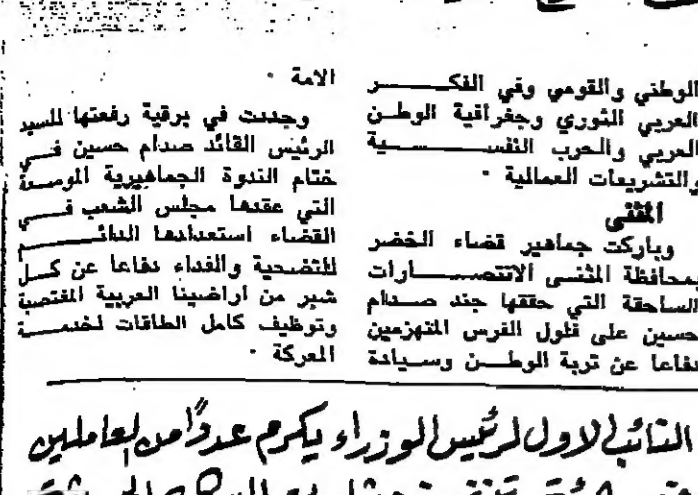 الوطني والقومي وفي الفكر
العربي الثوري وجغرافية الوطن
العربي والحرب النفسية
والتشريعات العمالية ٠
المثنى
وباركت جماهير قضاء الخضر
بمحافظة المثنى الانتصارات
الساحقة التي حققها جند صدام
حسين على فلول الفرس المنهزمين
دفاعا عن تربة الوطن وسيادة
الامة ٠
وجددت في برقية رفعتها للسيد
الرئيس القائد صدام حسين في
ختام الندوة الجماهيرية الموسعة
التي عقدها مجلس الشعب في
القضاء استعدادها الدائم
للتضحية والفداء دفاعا عن كل
شبر من اراضينا العربية المغتصبة
وتوظيف كامل الطاقات لخدمة
المعركة ٠
النائب الاول لرئيس الوزراء يكرم عدداً من العاملين